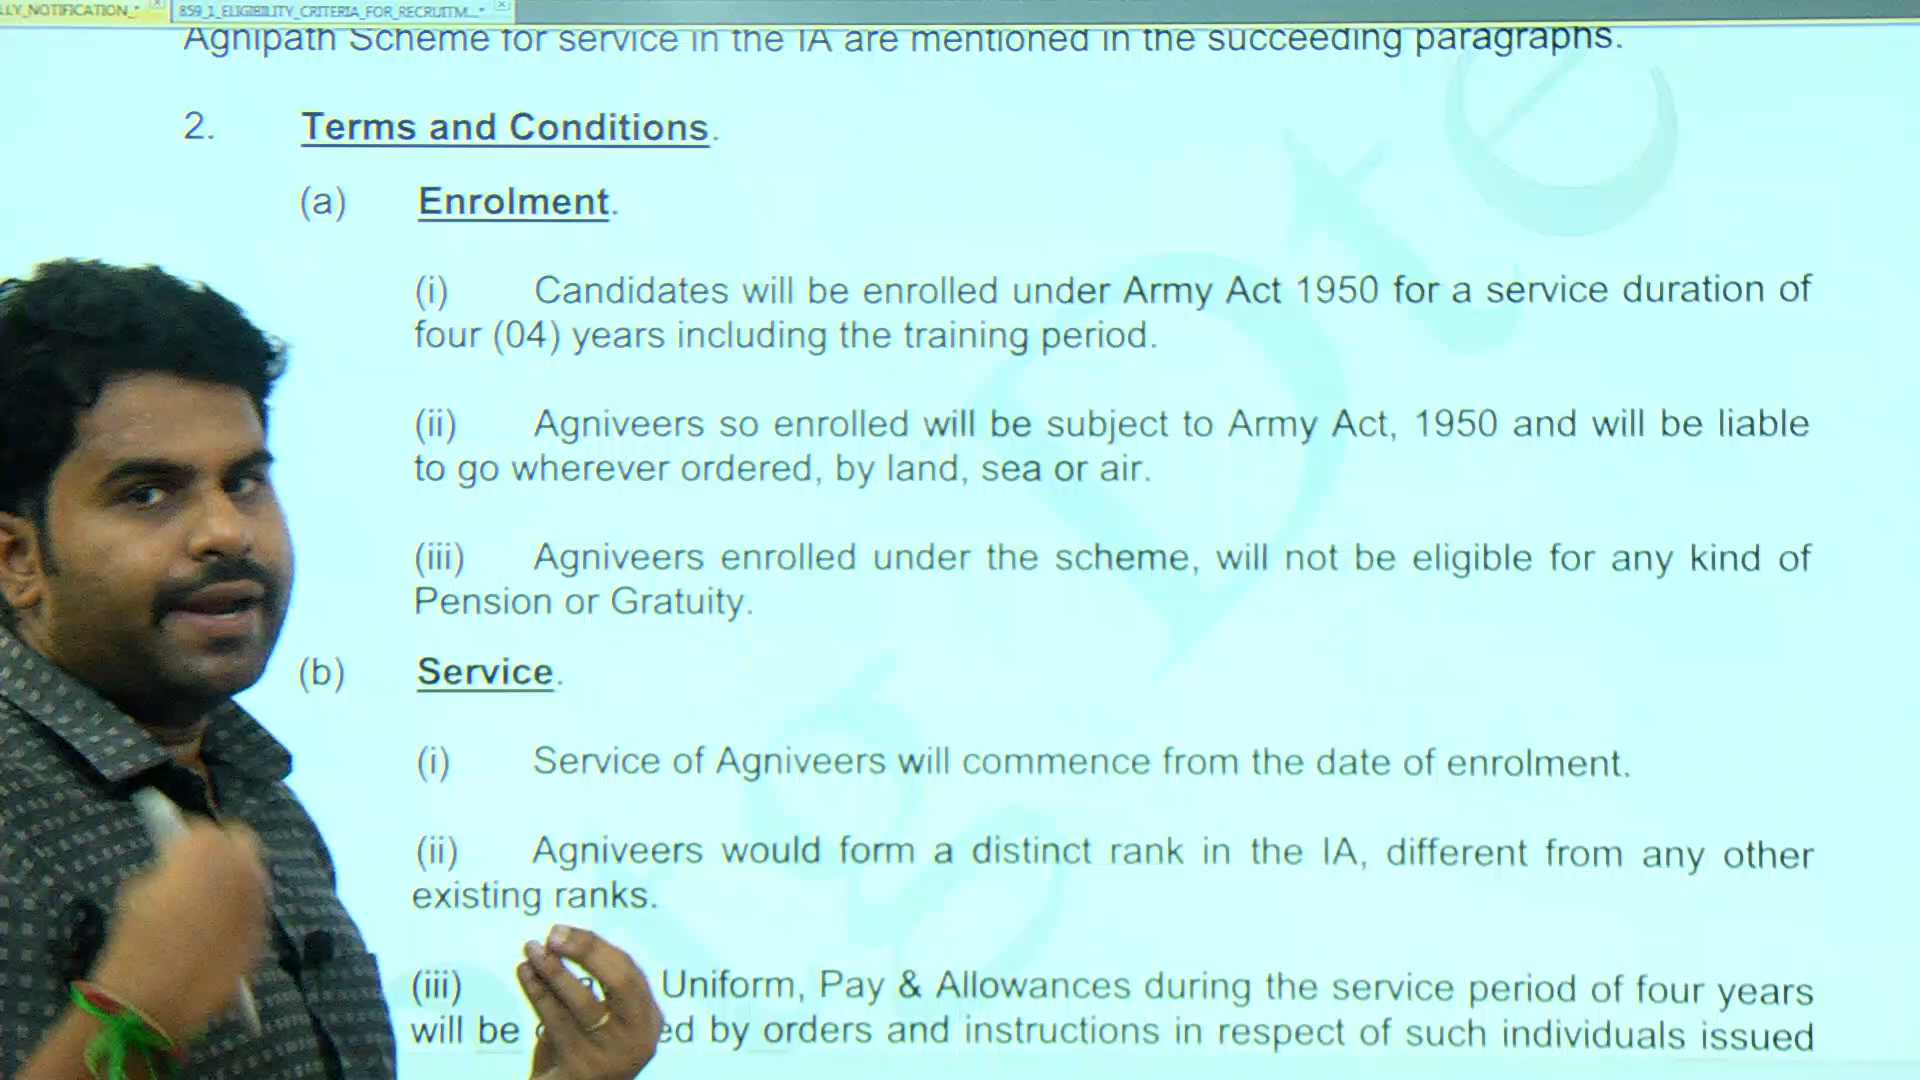 LLY_NOTIFICATION_*
859_1_ELIGIBILITY_CRITERIA_FOR_RECRUITM...*
Agnipath Scheme for service in the IA are mentioned in the succeeding paragraphs.
2. Terms and Conditions.
(a) Enrolment.
(i) Candidates will be enrolled under Army Act 1950 for a service duration of
four (04) years including the training period.
(ii) Agniveers so enrolled will be subject to Army Act, 1950 and will be liable
to go wherever ordered, by land, sea or air.
(iii) Agniveers enrolled under the scheme, will not be eligible for any kind of
Pension or Gratuity.
(b) Service.
(i) Service of Agniveers will commence from the date of enrolment.
(ii) Agniveers would form a distinct rank in the IA, different from any other
existing ranks.
(iii) Uniform, Pay & Allowances during the service period of four years
will be by orders and instructions in respect of such individuals issued
Dte